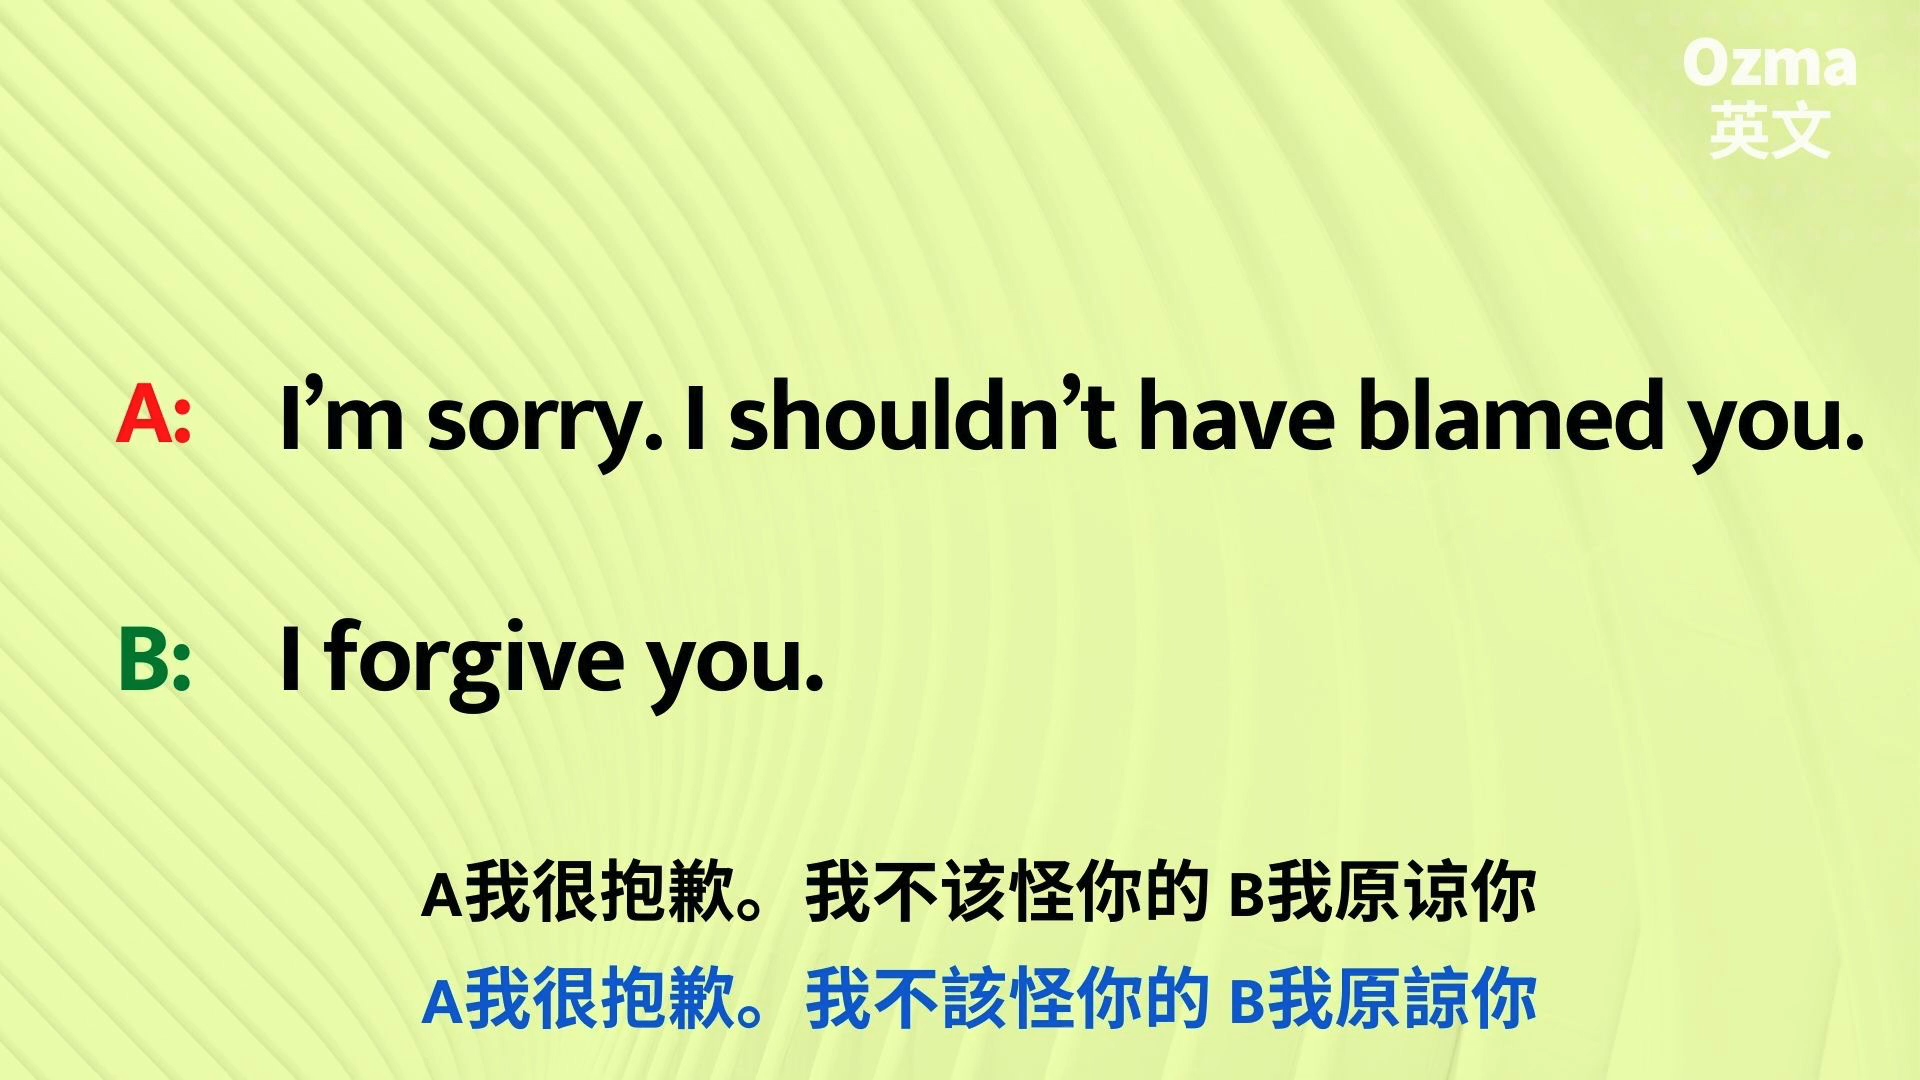 Ozma
英文
A: I’m sorry. I shouldn’t have blamed you.
B: I forgive you.
A我很抱歉。我不该怪你的 B我原谅你
A我很抱歉。我不該怪你的 B我原諒你